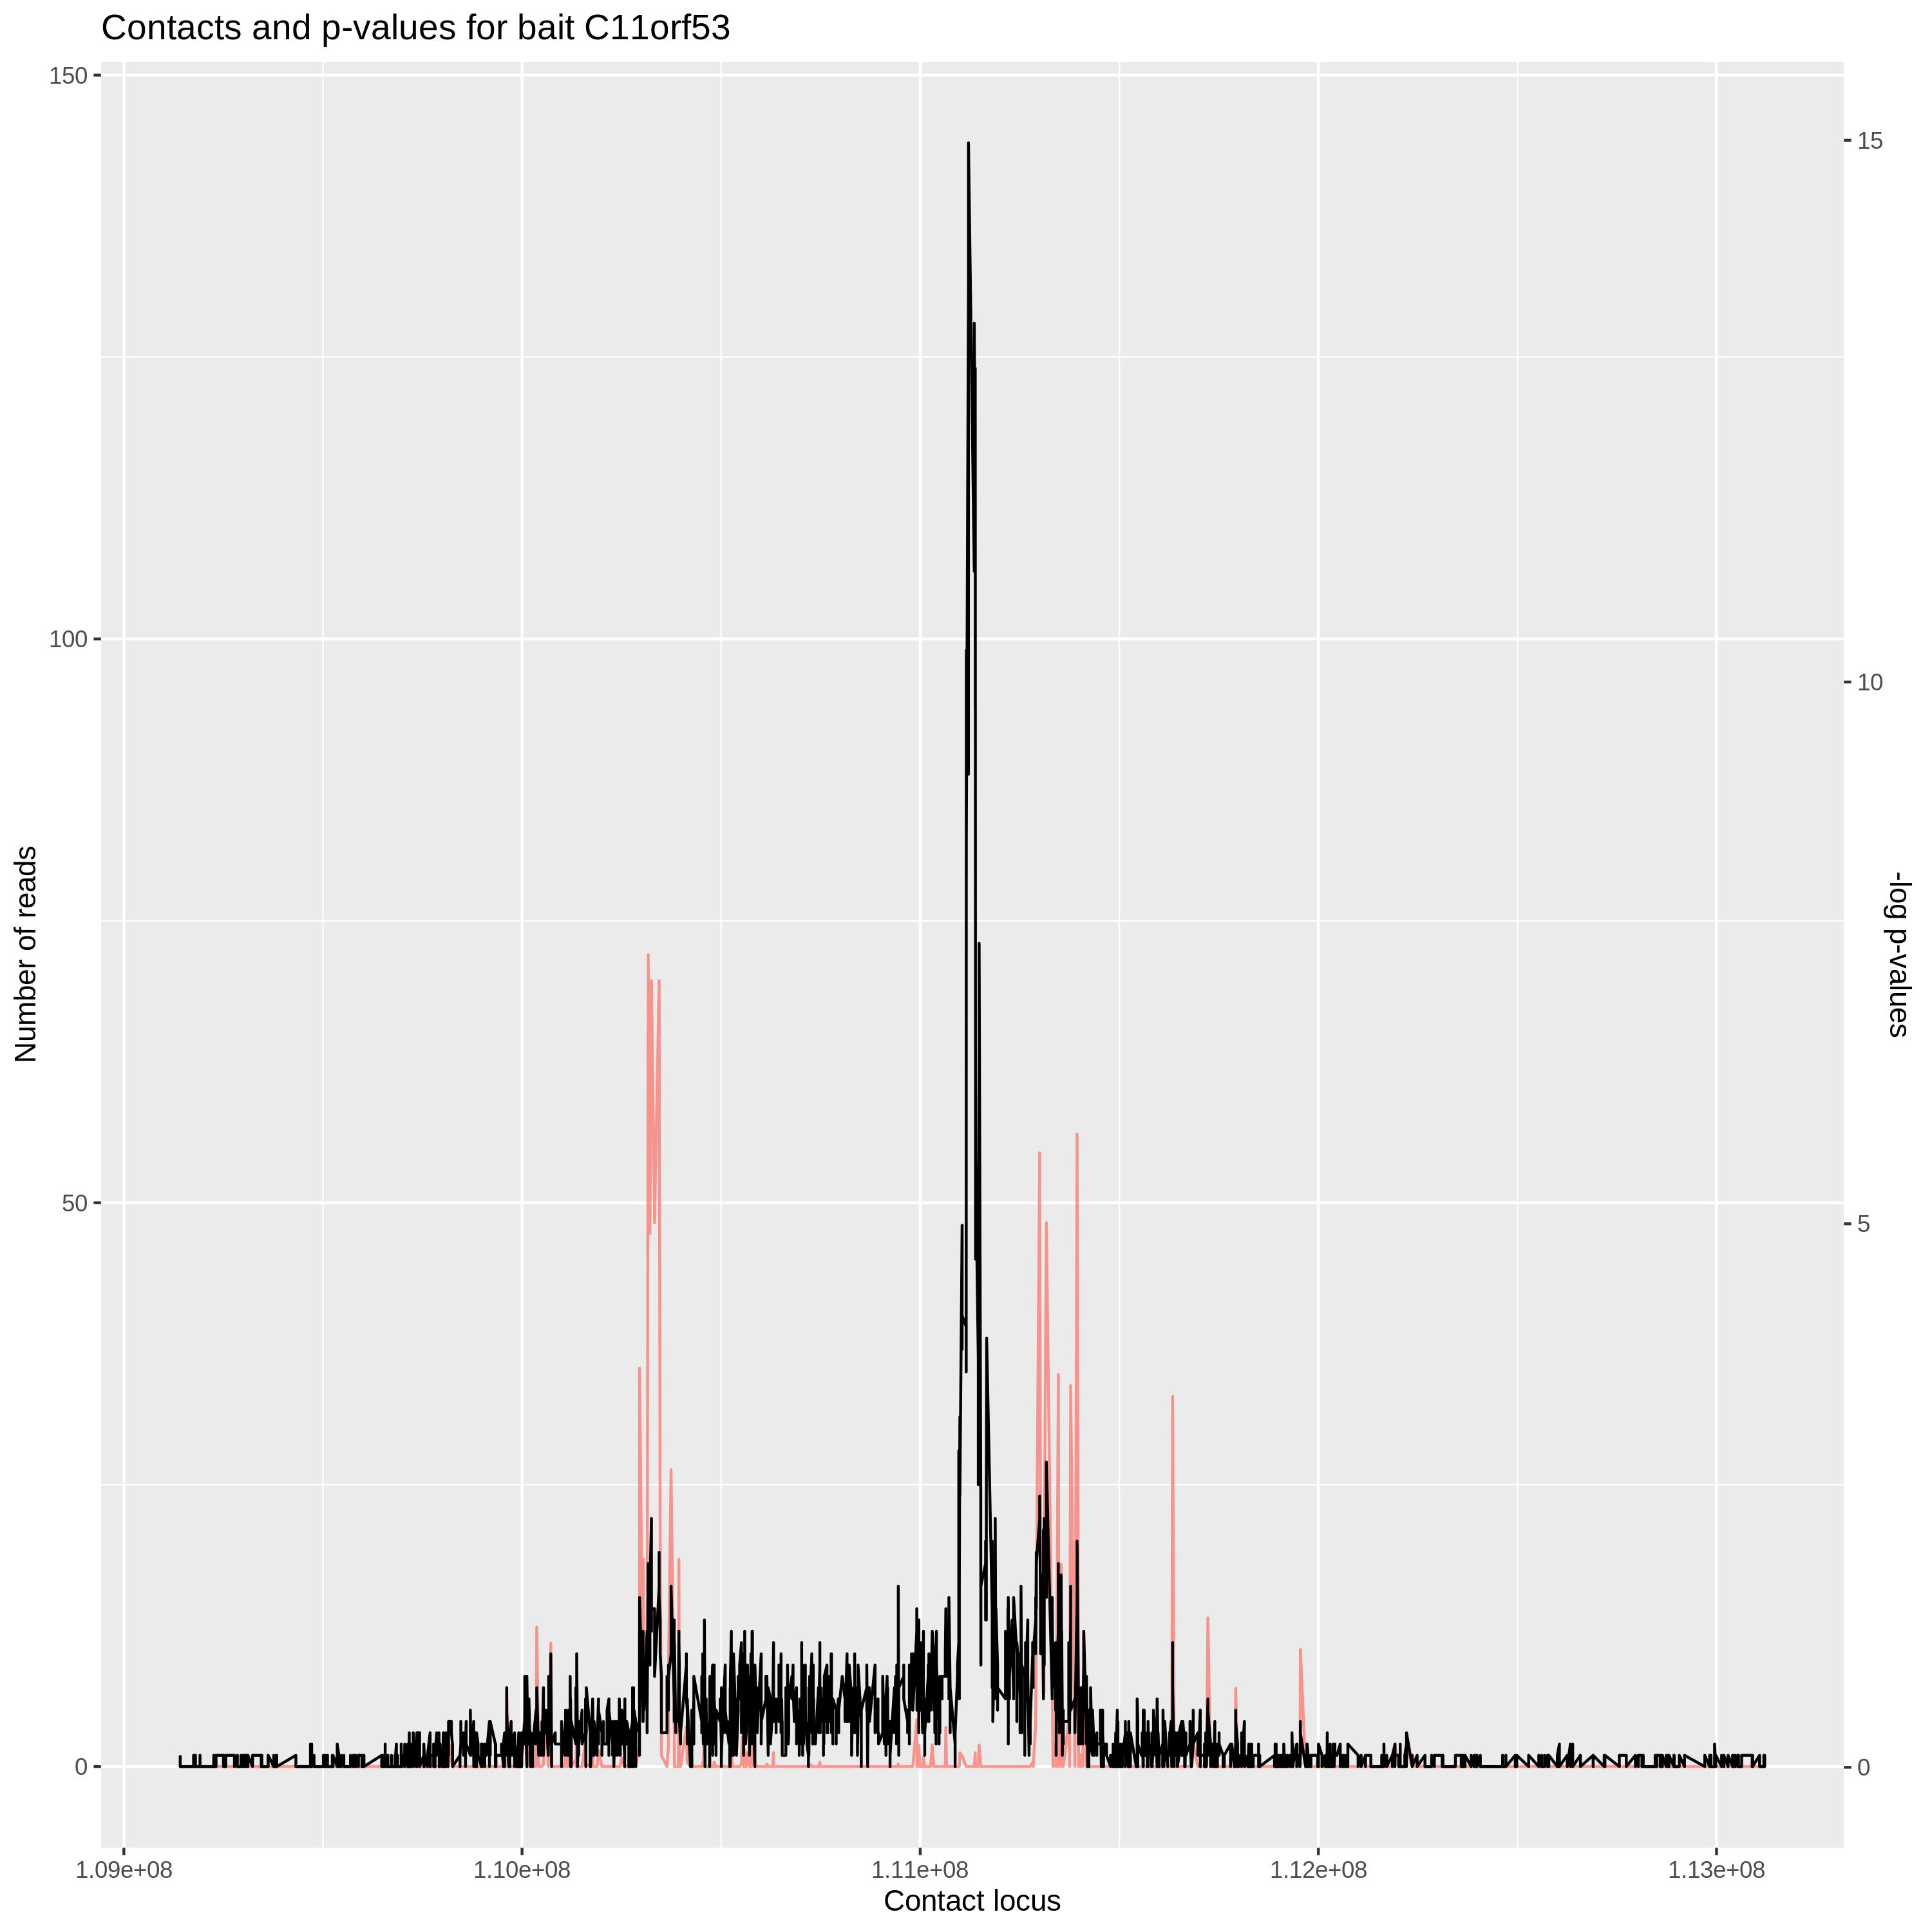 Contacts and p-values for bait C11orf53
150
100
50
0
Number of reads
15
10
5
0
-log p-values
1.09e+08
1.10e+08
1.11e+08
1.12e+08
1.13e+08
Contact locus